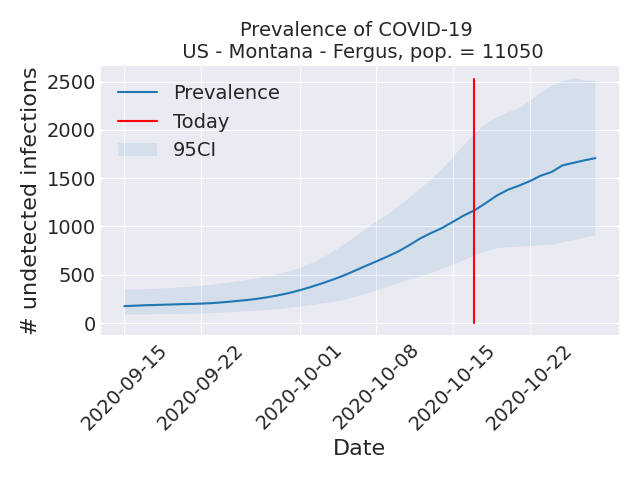 Prevalence of COVID-19
US - Montana - Fergus, pop. = 11050
# undetected infections
2500
2000
1500
1000
500
0
Prevalence
Today
95CI
2020-09-15
2020-09-22
2020-10-01
2020-10-08
2020-10-15
2020-10-22
Date